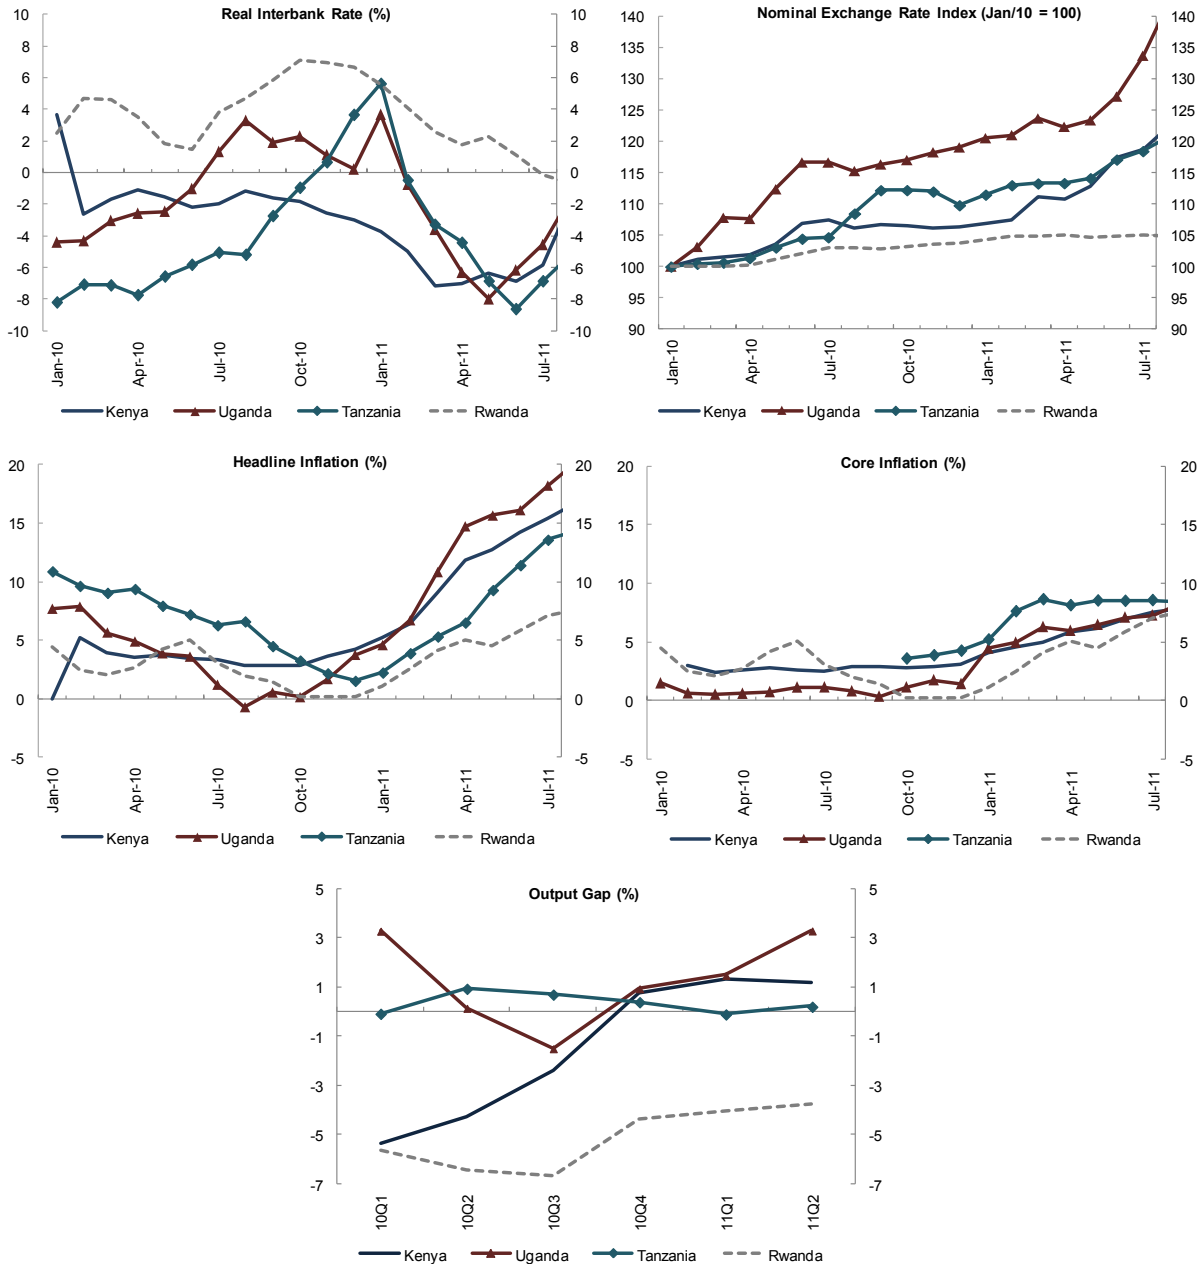 Real Interbank Rate (%)
10
8
6
4
2
0
-2
-4
-6
-8
-10
10
8
6
4
2
0
-2
-4
-6
-8
-10
Jan-10
Apr-10
Jul-10
Oct-10
Jan-11
Apr-11
Jul-11
Kenya Uganda Tanzania Rwanda
Nominal Exchange Rate Index (Jan/10 = 100)
140
135
130
125
120
115
110
105
100
95
90
140
135
130
125
120
115
110
105
100
95
90
Jan-10
Apr-10
Jul-10
Oct-10
Jan-11
Apr-11
Jul-11
Kenya Uganda Tanzania Rwanda
Headline Inflation (%)
20
15
10
5
0
-5
20
15
10
5
0
-5
Jan-10
Apr-10
Jul-10
Oct-10
Jan-11
Apr-11
Jul-11
Kenya Uganda Tanzania Rwanda
Core Inflation (%)
20
15
10
5
0
-5
20
15
10
5
0
-5
Jan-10
Apr-10
Jul-10
Oct-10
Jan-11
Apr-11
Jul-11
Kenya Uganda Tanzania Rwanda
Output Gap (%)
5
3
1
-1
-3
-5
-7
5
3
1
-1
-3
-5
-7
10Q1
10Q2
10Q3
10Q4
11Q1
11Q2
Kenya Uganda Tanzania Rwanda